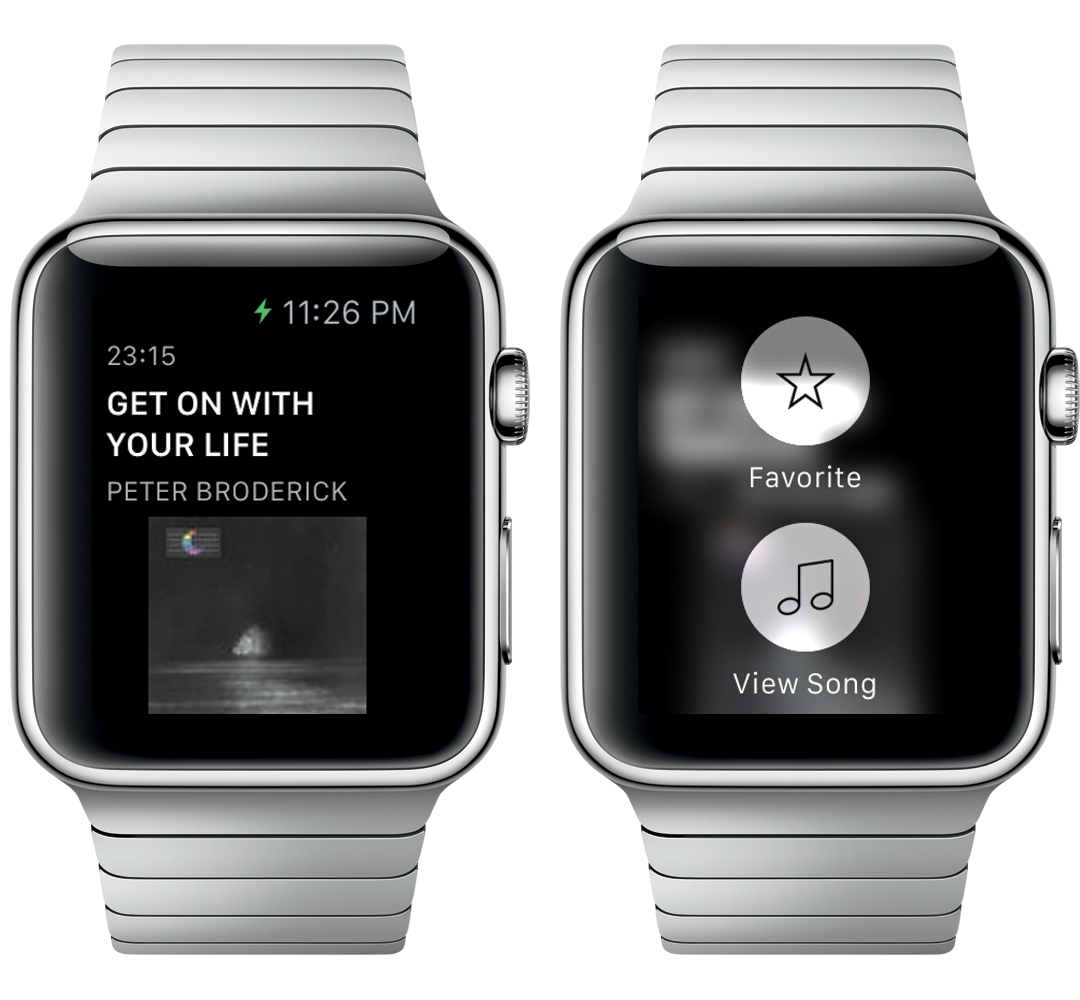 11:26 PM
23:15
GET ON WITH
YOUR LIFE
PETER BRODERICK
Favorite
View Song